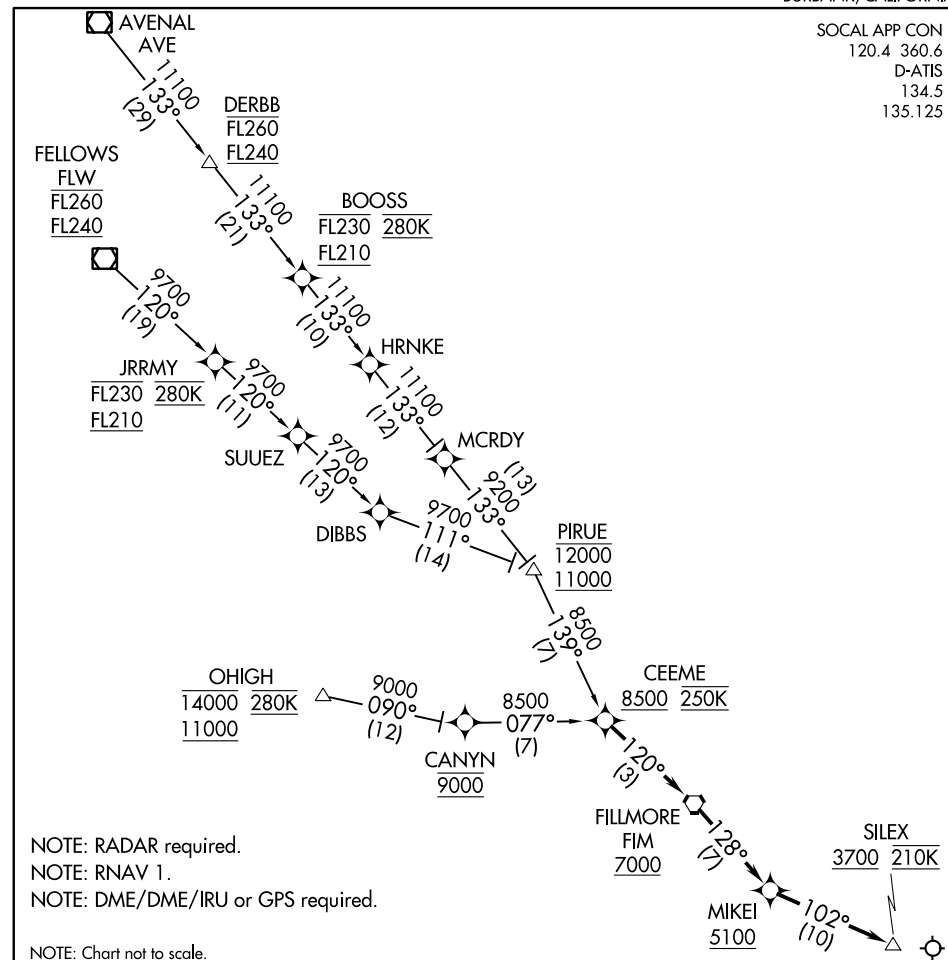 SOCAL APP CON
120.4 360.6
D-ATIS
134.5
135.125
AVENAL
AVE
11100
133°
(29)
DERBB
FL260
FL240
FELLOWS
FLW
FL260
FL240
11100
133°
(21)
BOOSS
FL230 280K
FL210
9700
120°
(19)
11100
133°
(10)
HRNKE
JRRMY
FL230 280K
FL210
9700
120°
(11)
11100
133°
(12)
SUUEZ
MCRDY
9700
120°
(13)
(13)
9200
133°
DIBBS
9700
111°
(14)
PIRUE
12000
11000
8500
139°
(7)
OHIGH
14000 280K
11000
9000
090°
(12)
8500
077°
(7)
CEEME
8500 250K
CANYN
9000
120°
(3)
FILLMORE
FIM
7000
128°
(7)
SILEX
3700 210K
MIKEI
5100
102°
(10)
NOTE: RADAR required.
NOTE: RNAV 1.
NOTE: DME/DME/IRU or GPS required.
NOTE: Chart not to scale.